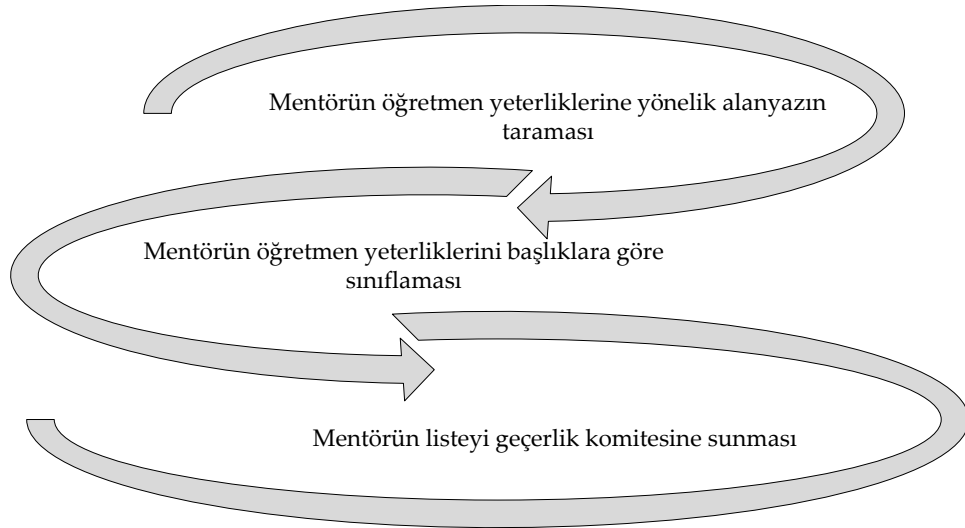 Mentörün öğretmen yeterliklerine yönelik alanyazın
taraması
Mentörün öğretmen yeterliklerini başlıklara göre
sınıflaması
Mentörün listeyi geçerlik komitesine sunması